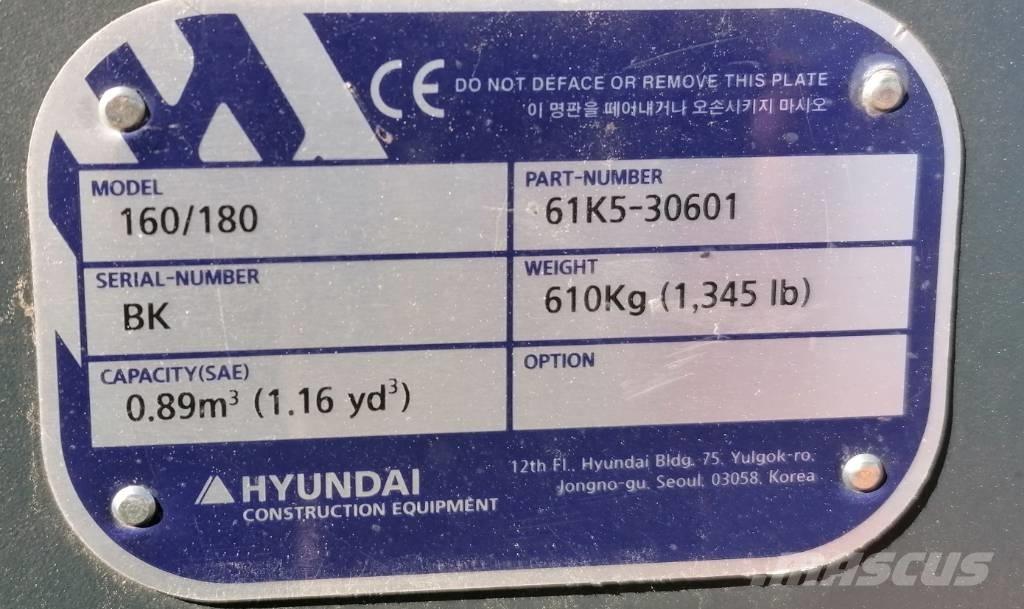 CE DO NOT DEFACE OR REMOVE THIS PLATE
이 명판을 떼어내거나 오손시키지 마시오
MODEL
160/180
PART-NUMBER
61K5-30601
SERIAL-NUMBER
BK
WEIGHT
610Kg (1,345 lb)
CAPACITY(SAE)
0.89m³ (1.16 yd³)
OPTION
HYUNDAI
CONSTRUCTION EQUIPMENT
12th Fl., Hyundai Bldg. 75, Yulgok-ro,
Jongno-gu, Seoul, 03058, Korea
MASCUS